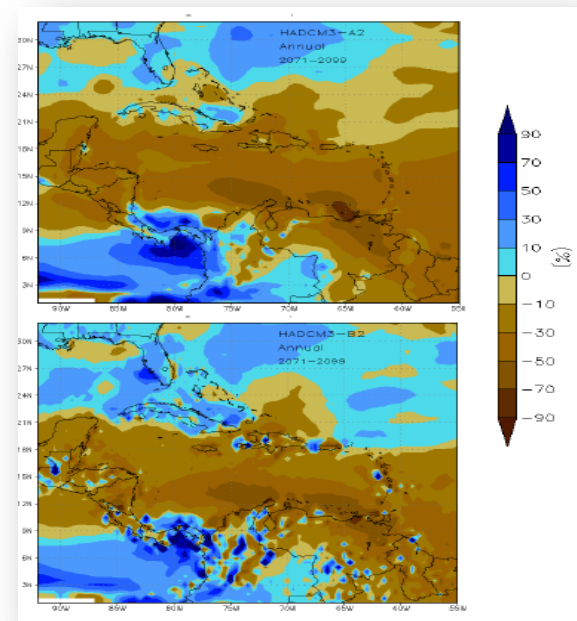 HADCM3-A2
Annual
2071-2099
30N
27N
24N
21N
18N
15N
12N
9N
6N
3N
90W 85W 80W 75W 70W 65W 60W 55W
90
70
50
30
10
0
-10
-30
-50
-70
-90
(%)
HADCM3-B2
Annual
2071-2099
30N
27N
24N
21N
18N
15N
12N
9N
6N
3N
90W 85W 80W 75W 70W 65W 60W 55W